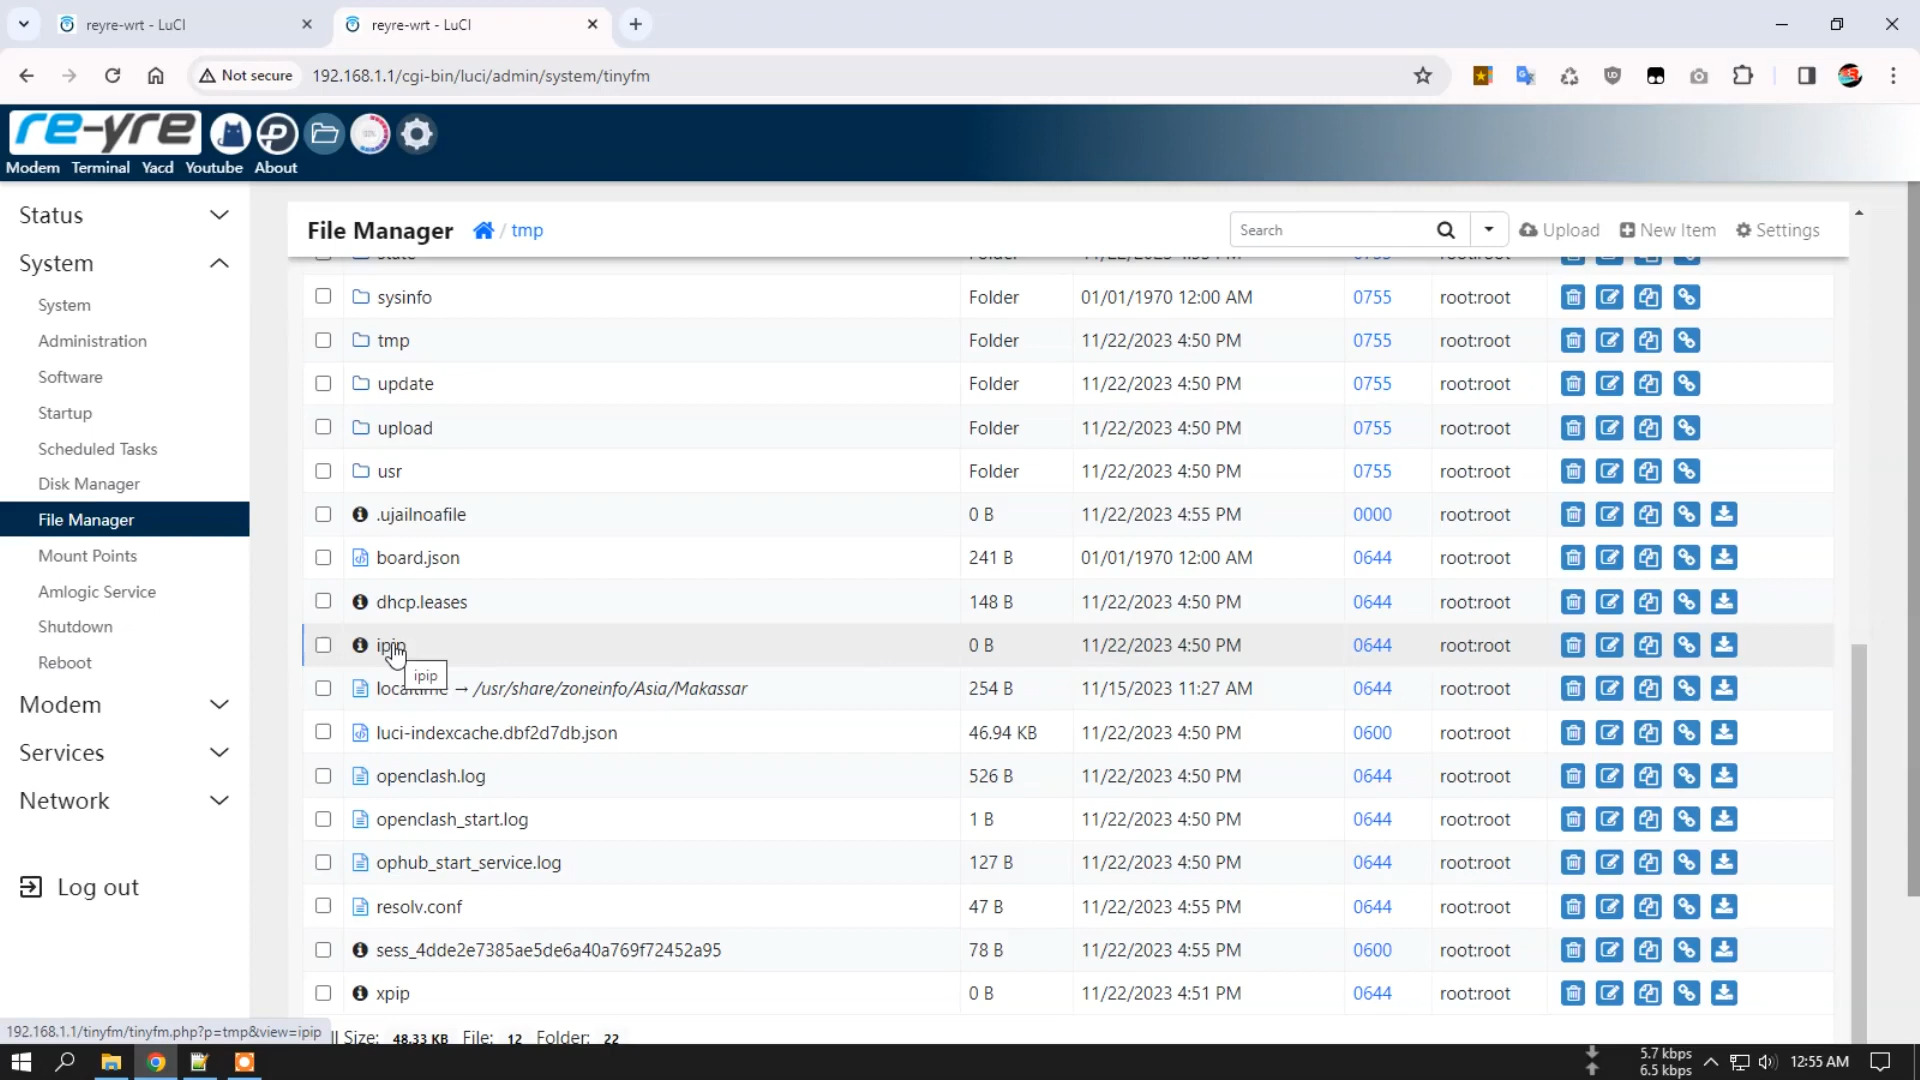 reyre-wrt - LuCI
reyre-wrt - LuCI
Not secure 192.168.1.1/cgi-bin/luci/admin/system/tinyfm
re-yre
Modem Terminal Yacd Youtube About
Status
System
System
Administration
Software
Startup
Scheduled Tasks
Disk Manager
File Manager
Mount Points
Amlogic Service
Shutdown
Reboot
Modem
Services
Network
Log out
File Manager / tmp
Search
Upload New Item Settings
sysinfo Folder 01/01/1970 12:00 AM 0755 root:root
tmp Folder 11/22/2023 4:50 PM 0755 root:root
update Folder 11/22/2023 4:50 PM 0755 root:root
upload Folder 11/22/2023 4:50 PM 0755 root:root
usr Folder 11/22/2023 4:50 PM 0755 root:root
.ujailnoafile 0 B 11/22/2023 4:55 PM 0000 root:root
board.json 241 B 01/01/1970 12:00 AM 0644 root:root
dhcp.leases 148 B 11/22/2023 4:50 PM 0644 root:root
ipip 0 B 11/22/2023 4:50 PM 0644 root:root
ipip
localtime → /usr/share/zoneinfo/Asia/Makassar 254 B 11/15/2023 11:27 AM 0644 root:root
luci-indexcache.dbf2d7db.json 46.94 KB 11/22/2023 4:50 PM 0600 root:root
openclash.log 526 B 11/22/2023 4:50 PM 0644 root:root
openclash_start.log 1 B 11/22/2023 4:50 PM 0644 root:root
ophub_start_service.log 127 B 11/22/2023 4:50 PM 0644 root:root
resolv.conf 47 B 11/22/2023 4:55 PM 0644 root:root
sess_4dde2e7385ae5de6a40a769f72452a95 78 B 11/22/2023 4:55 PM 0600 root:root
xpip 0 B 11/22/2023 4:51 PM 0644 root:root
192.168.1.1/tinyfm/tinyfm.php?p=tmp&view=ipip
Size: 48.33 KB File: 12 Folder: 22
5.7 kbps
6.5 kbps
12:55 AM